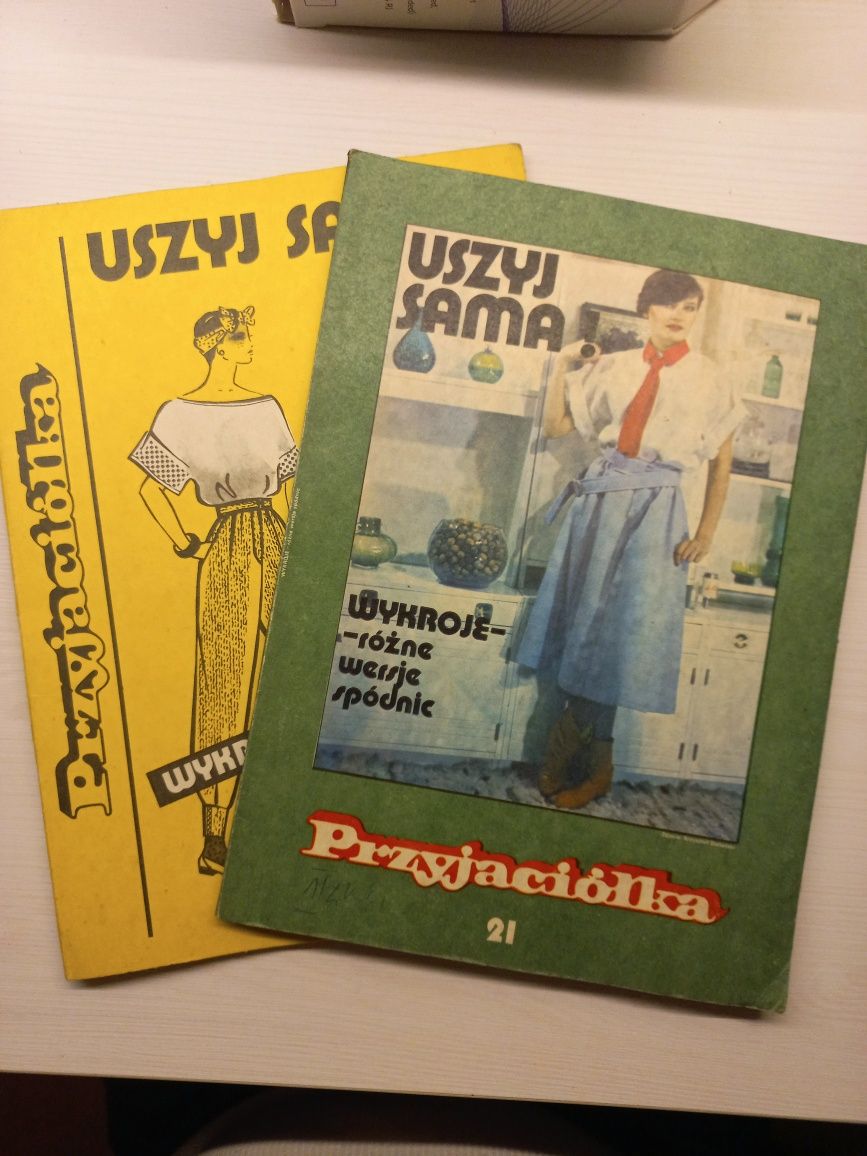 USZYJ SA
Przyjaciółka
WYKR
USZYJ
SAMA!
WYKROJE-
-różne
wersje
spódnic
Przyjaciółka
21